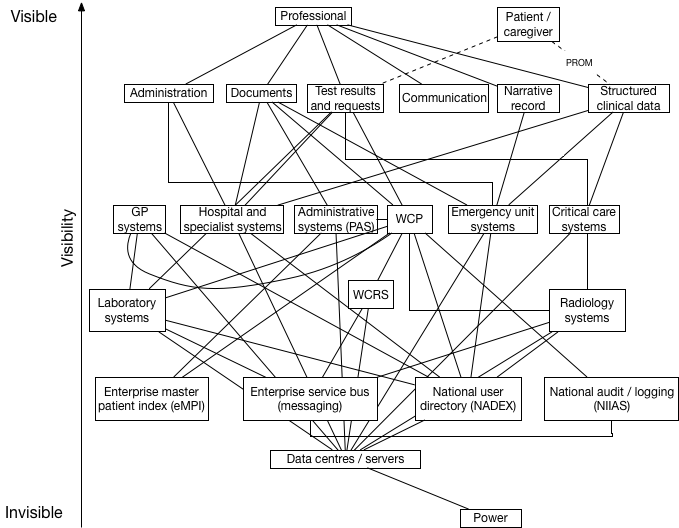 Visible
Professional
Patient /
caregiver
PROM
Administration
Documents
Test results
and requests
Communication
Narrative
record
Structured
clinical data
Visibility
GP
systems
Hospital and
specialist systems
Administrative
systems (PAS)
WCP
Emergency unit
systems
Critical care
systems
Laboratory
systems
WCRS
Radiology
systems
Enterprise master
patient index (eMPI)
Enterprise service bus
(messaging)
National user
directory (NADEX)
National audit / logging
(NIIAS)
Data centres / servers
Invisible
Power